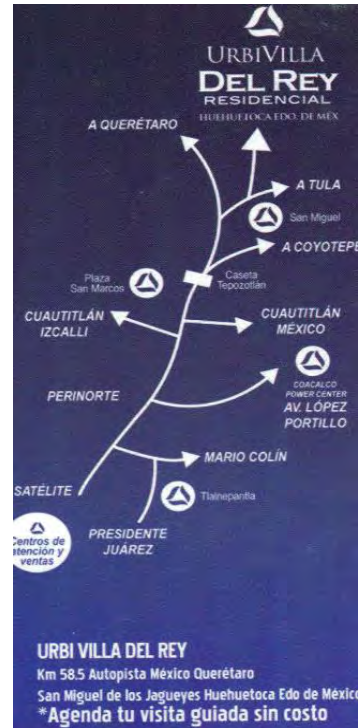 URBIVILLA
DEL REY
RESIDENCIAL
HUEHUETOCA EDO. DE MEX
A QUERÉTARO
A TULA
San Miguel
A COYOTEPE
Plaza
San Marcos
Caseta
Tepozotlán
CUAUTITLÁN
IZCALLI
CUAUTITLÁN
MÉXICO
COACALCO
POWER CENTER
AV. LÓPEZ
PORTILLO
PERINORTE
MARIO COLÍN
SATÉLITE
Tlalnepantla
PRESIDENTE
JUÁREZ
Centros de
atención y
ventas
URBI VILLA DEL REY
Km 58.5 Autopista México Querétaro
San Miguel de los Jagueyes Huehuetoca Edo de México
*Agenda tu visita guiada sin costo